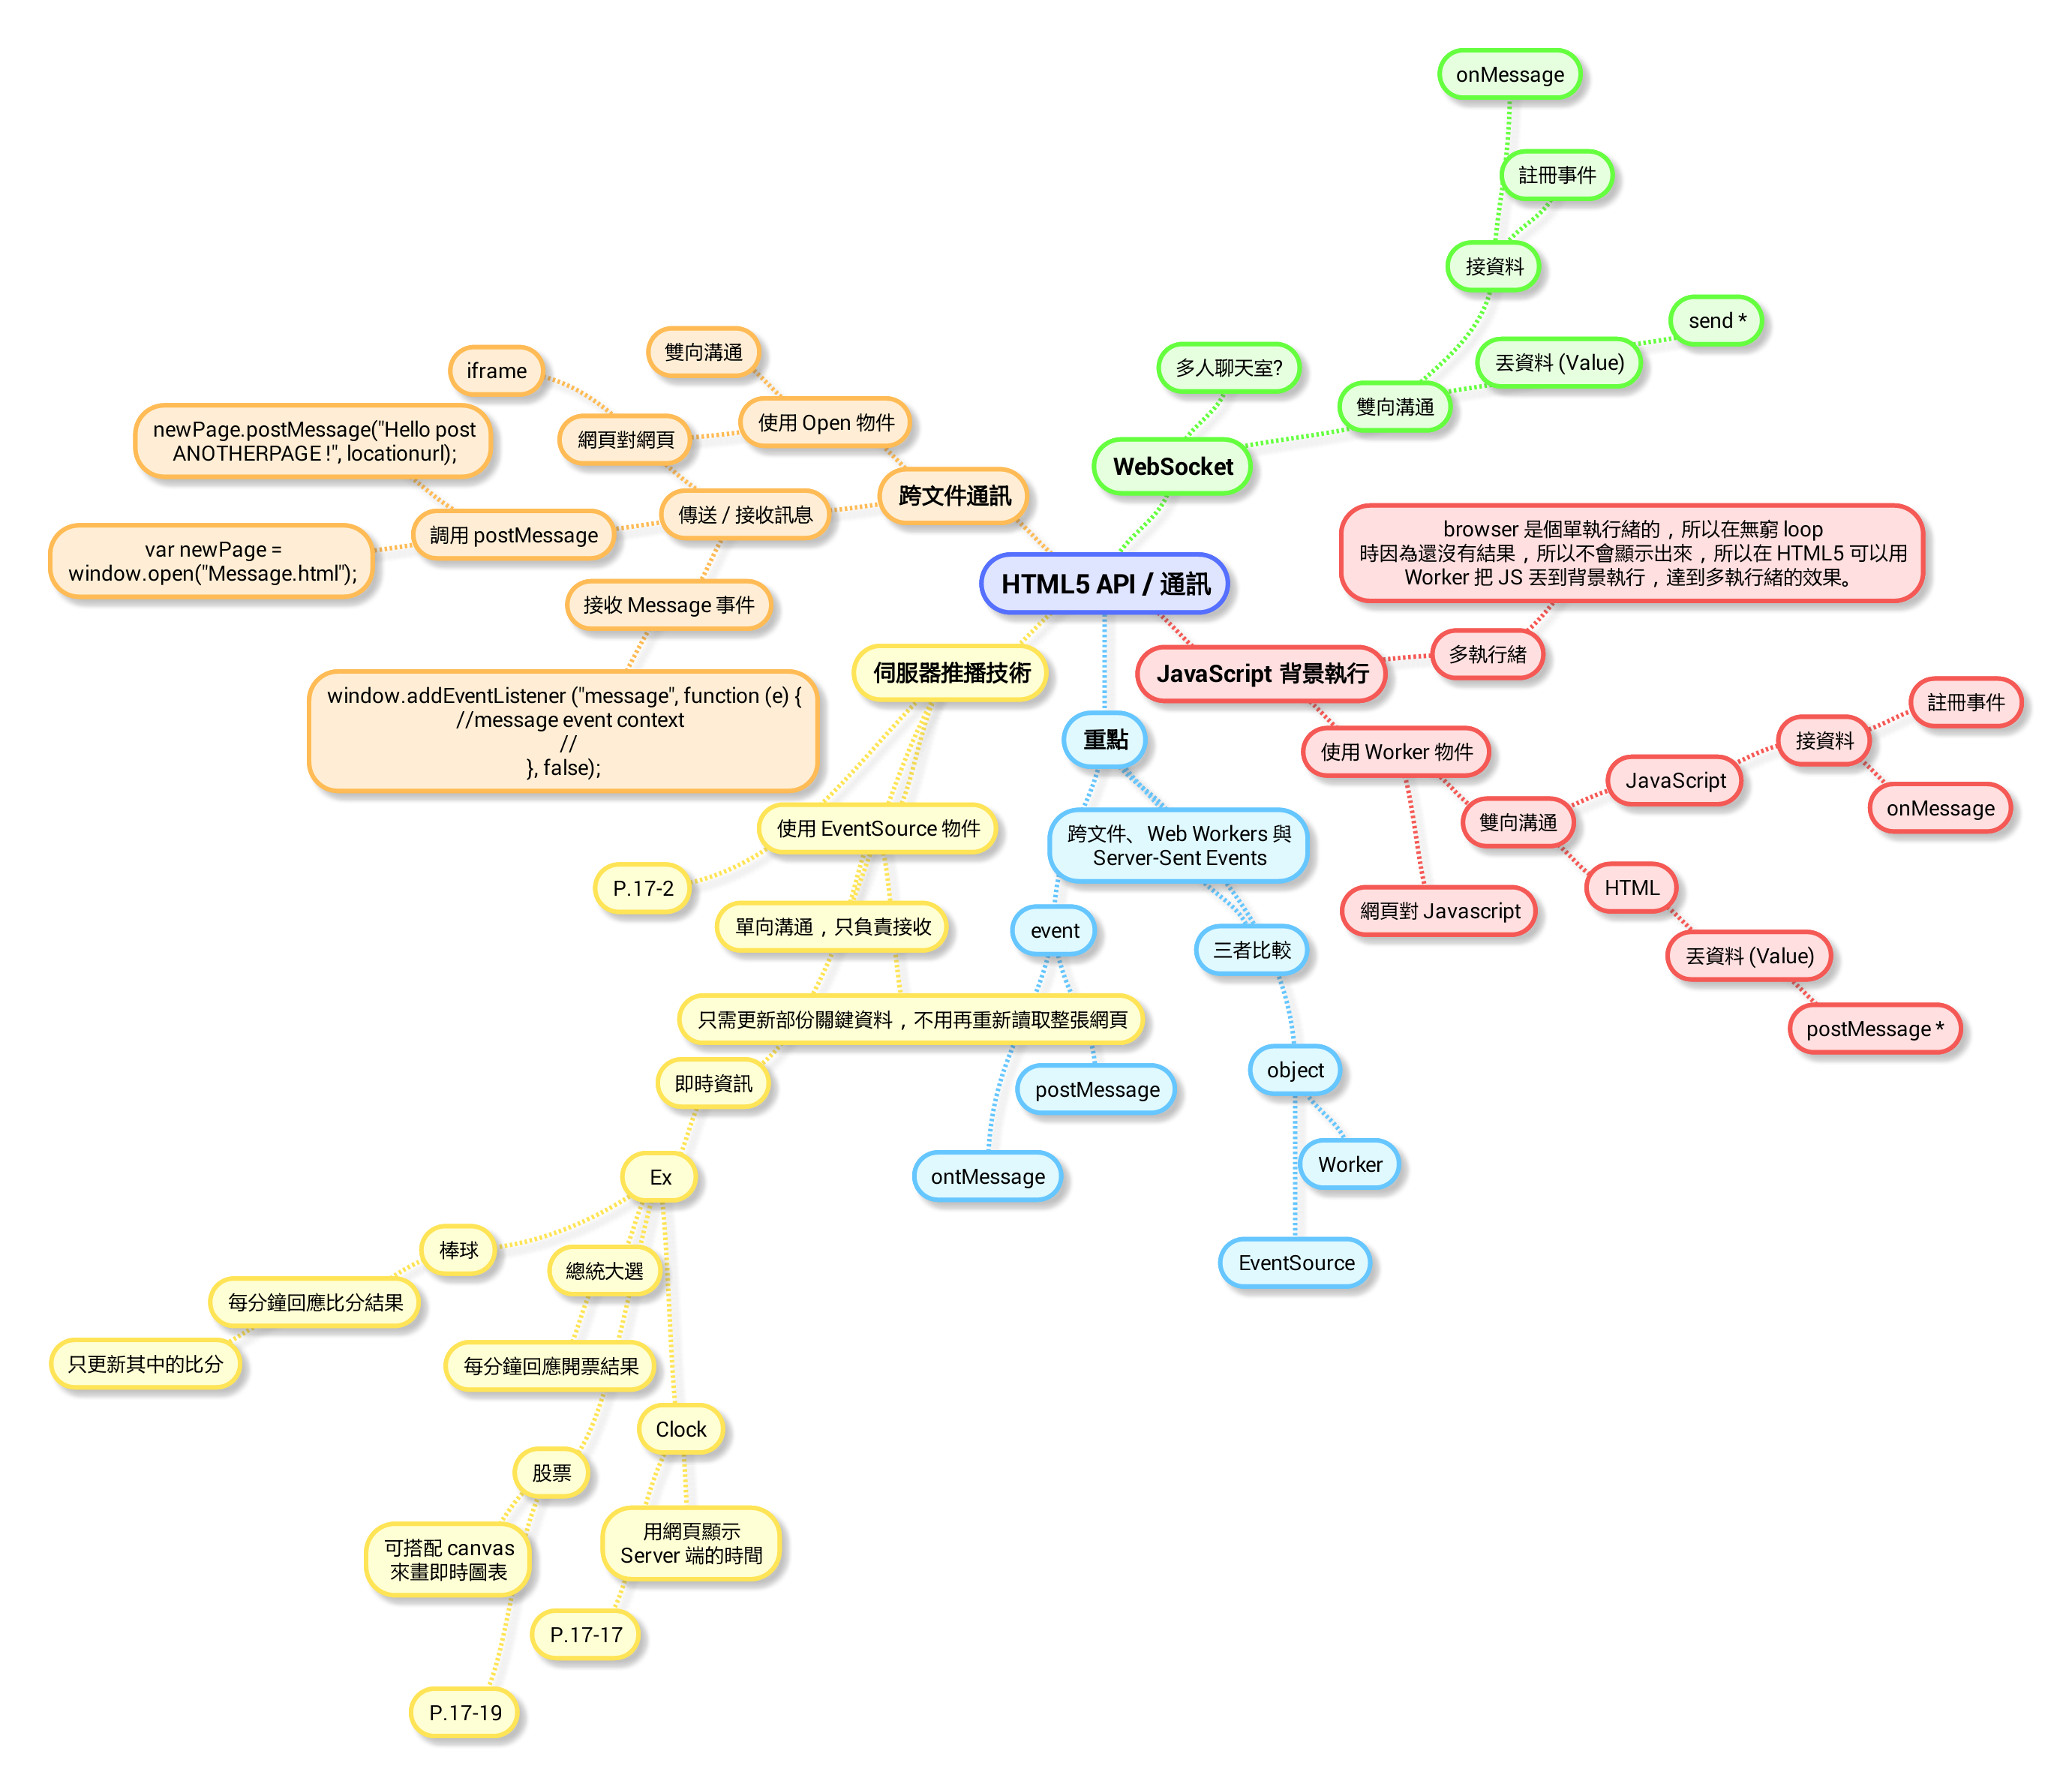 HTML5 API / 通訊
WebSocket
多人聊天室?
雙向溝通
接資料
onMessage
註冊事件
丟資料 (Value)
send *
JavaScript 背景執行
多執行緒
browser 是個單執行緒的，所以在無窮 loop
時因為還沒有結果，所以不會顯示出來，所以在 HTML5 可以用
Worker 把 JS 丟到背景執行，達到多執行緒的效果。
使用 Worker 物件
雙向溝通
JavaScript
接資料
註冊事件
onMessage
HTML
丟資料 (Value)
postMessage *
網頁對 Javascript
重點
跨文件、Web Workers 與
Server-Sent Events
三者比較
object
Worker
EventSource
event
postMessage
ontMessage
伺服器推播技術
使用 EventSource 物件
P.17-2
單向溝通，只負責接收
只需更新部份關鍵資料，不用再重新讀取整張網頁
即時資訊
Ex
棒球
每分鐘回應比分結果
只更新其中的比分
總統大選
每分鐘回應開票結果
股票
可搭配 canvas
來畫即時圖表
P.17-19
Clock
用網頁顯示
Server 端的時間
P.17-17
跨文件通訊
使用 Open 物件
雙向溝通
網頁對網頁
iframe
傳送 / 接收訊息
調用 postMessage
newPage.postMessage("Hello post
ANOTHERPAGE !", locationurl);
var newPage =
window.open("Message.html");
接收 Message 事件
window.addEventListener ("message", function (e) {
//message event context
//
}, false);